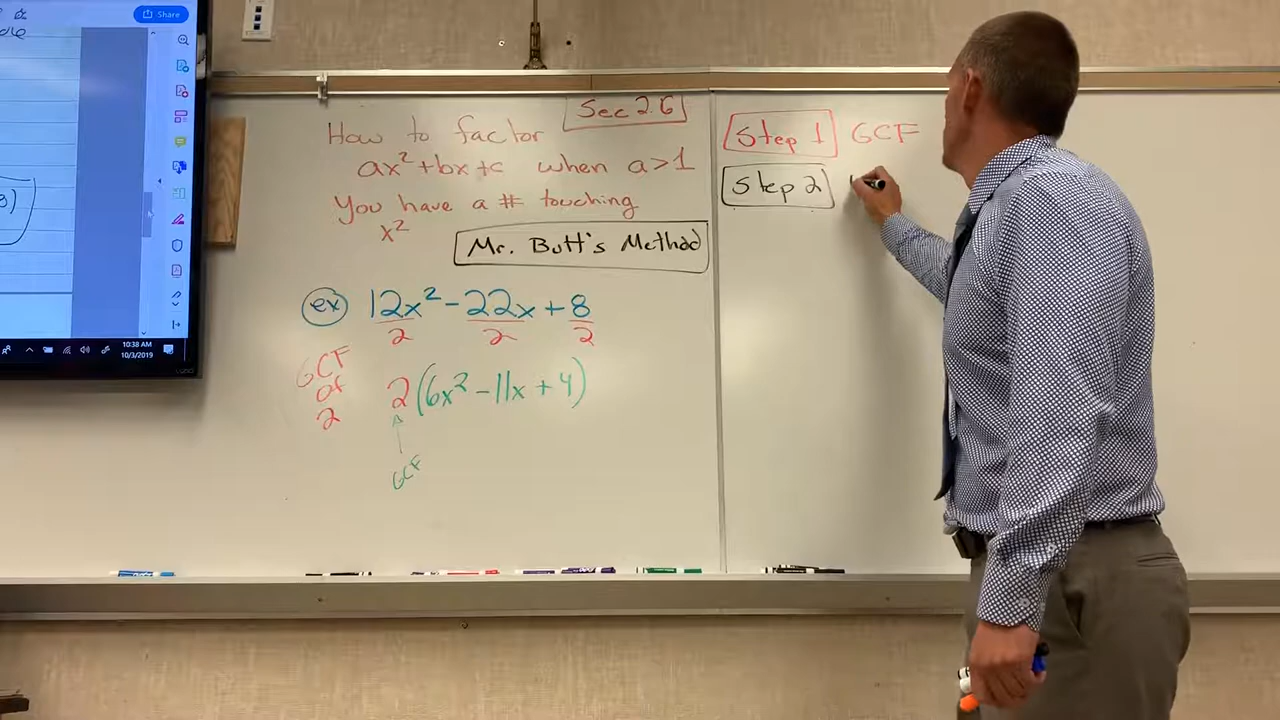 Share
10:38 AM
10/3/2019
Sec 2.6
How to factor
ax²+bx+c when a>1
You have a # touching
x²
Mr. Butt's Method
ex 12x² - 22x + 8
2 2 2
GCF
of
2
2(6x² - 11x + 4)
GCF
Step 1 GCF
Step 2